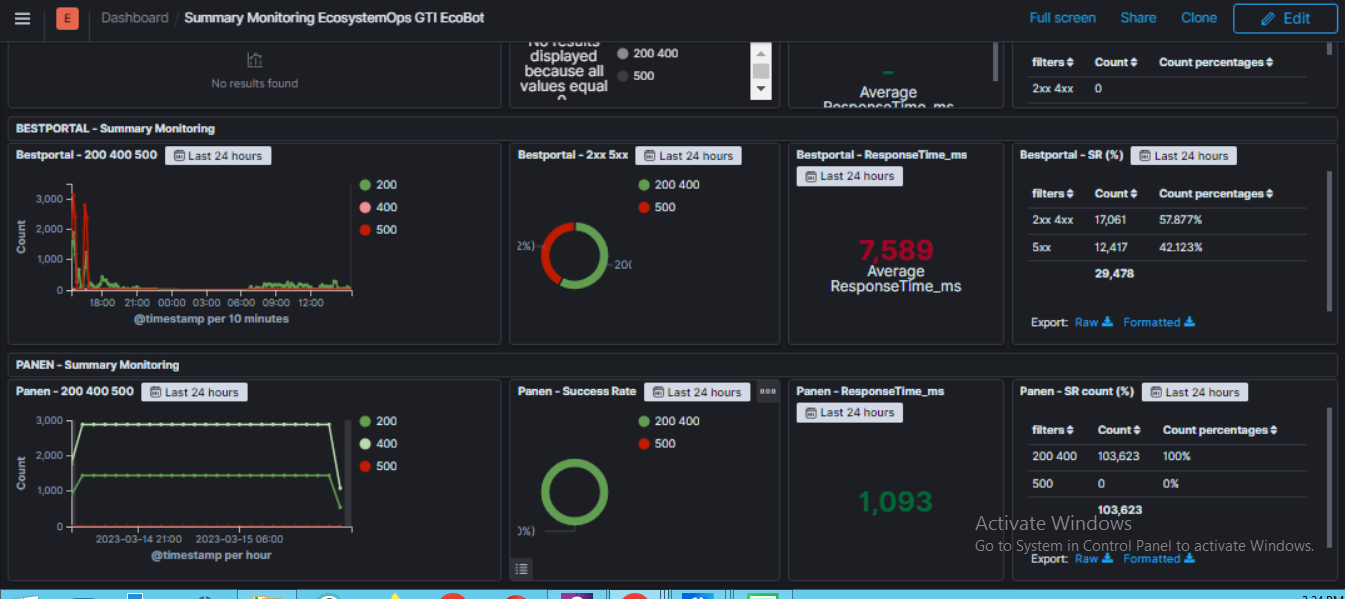 E Dashboard / Summary Monitoring EcosystemOps GTI EcoBot Full screen Share Clone Edit
No results found
No results
displayed
because all
values equal
0
200 400
500
–
Average
ResponseTime_ms
filters Count Count percentages
2xx 4xx 0
BESTPORTAL - Summary Monitoring
Bestportal - 200 400 500 Last 24 hours
3,000
2,000
1,000
0
Count
18:00 21:00 00:00 03:00 06:00 09:00 12:00
@timestamp per 10 minutes
200
400
500
Bestportal - 2xx 5xx Last 24 hours
200 400
500
2%)
20(
Bestportal - ResponseTime_ms
Last 24 hours
7,589
Average
ResponseTime_ms
Bestportal - SR (%) Last 24 hours
filters Count Count percentages
2xx 4xx 17,061 57.877%
5xx 12,417 42.123%
29,478
Export: Raw Formatted
PANEN - Summary Monitoring
Panen - 200 400 500 Last 24 hours
3,000
2,000
1,000
0
Count
2023-03-14 21:00 2023-03-15 06:00
@timestamp per hour
200
400
500
Panen - Success Rate Last 24 hours
200 400
500
0%)
Panen - ResponseTime_ms
Last 24 hours
1,093
Panen - SR count (%) Last 24 hours
filters Count Count percentages
200 400 103,623 100%
500 0 0%
103,623
Activate Windows
Go to System in Control Panel to activate Windows.
Export: Raw Formatted